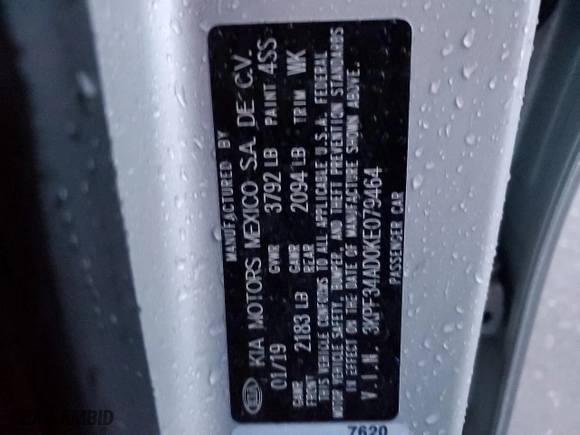 MANUFACTURED BY
KIA KIA MOTORS MEXICO S.A. DE C.V.
01/19 GVWR 3792 LB PAINT 4SS
GAWR FRONT 2183 LB GAWR REAR 2094 LB TRIM WK
THIS VEHICLE CONFORMS TO ALL APPLICABLE U.S.A. FEDERAL
MOTOR VEHICLE SAFETY, BUMPER, AND THEFT PREVENTION STANDARDS
IN EFFECT ON THE DATE OF MANUFACTURE SHOWN ABOVE.
V.I.N. 3KPF34AD0KE079464
PASSENGER CAR
7620